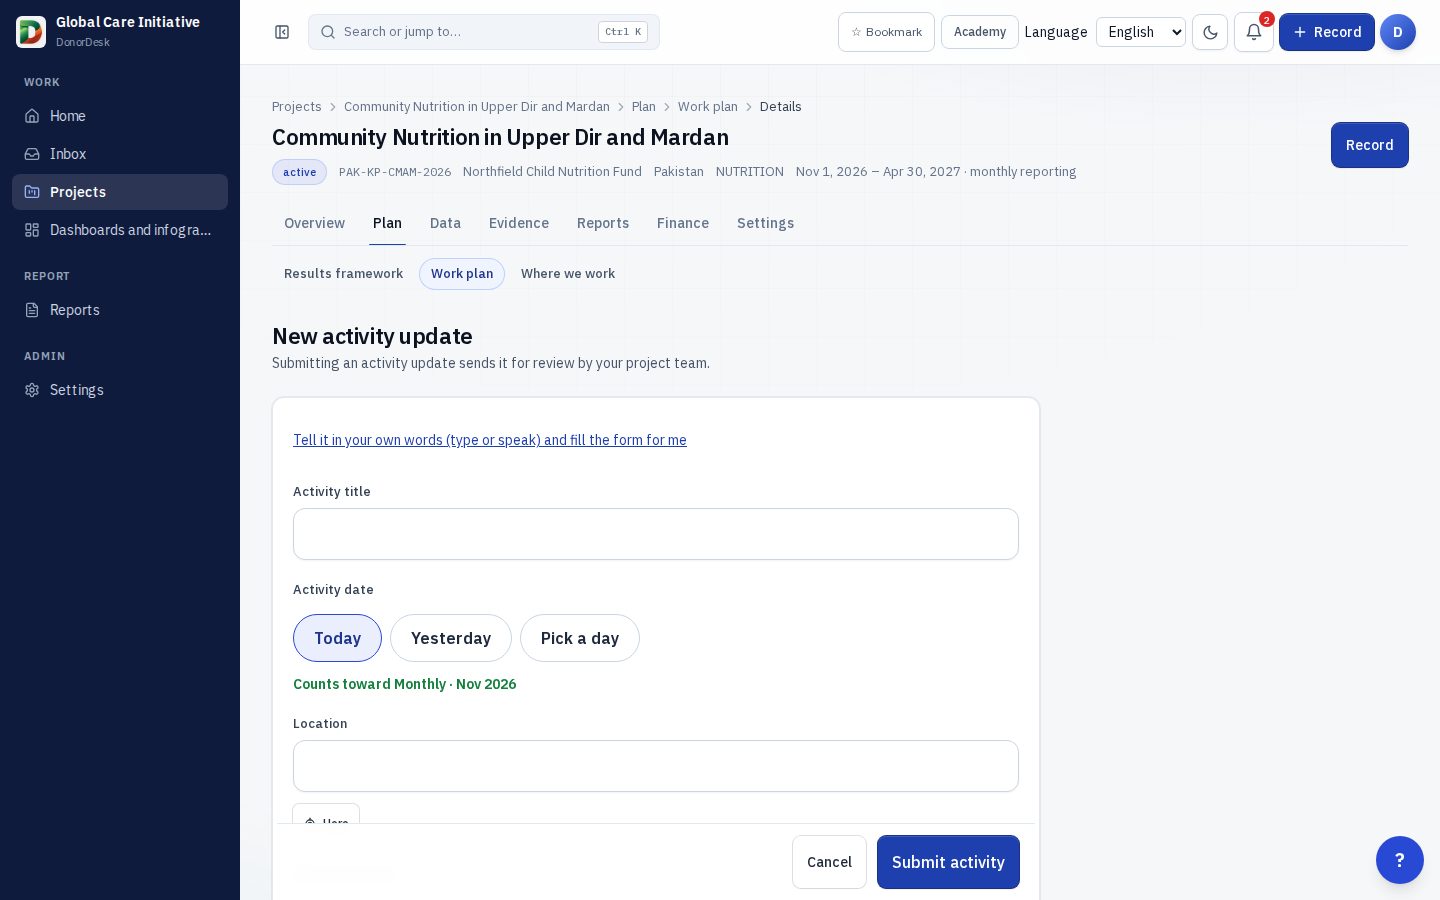 Global Care Initiative
DonorDesk
WORK
Home
Inbox
Projects
Dashboards and infogra...
REPORT
Reports
ADMIN
Settings
Search or jump to...
Ctrl K
☆ Bookmark
Academy
Language
English
2
+ Record
D
Projects > Community Nutrition in Upper Dir and Mardan > Plan > Work plan > Details
Community Nutrition in Upper Dir and Mardan
Record
active PAK-KP-CMAM-2026 Northfield Child Nutrition Fund Pakistan NUTRITION Nov 1, 2026 – Apr 30, 2027 · monthly reporting
Overview Plan Data Evidence Reports Finance Settings
Results framework Work plan Where we work
New activity update
Submitting an activity update sends it for review by your project team.
Tell it in your own words (type or speak) and fill the form for me
Activity title
Activity date
Today Yesterday Pick a day
Counts toward Monthly · Nov 2026
Location
Cancel Submit activity
?